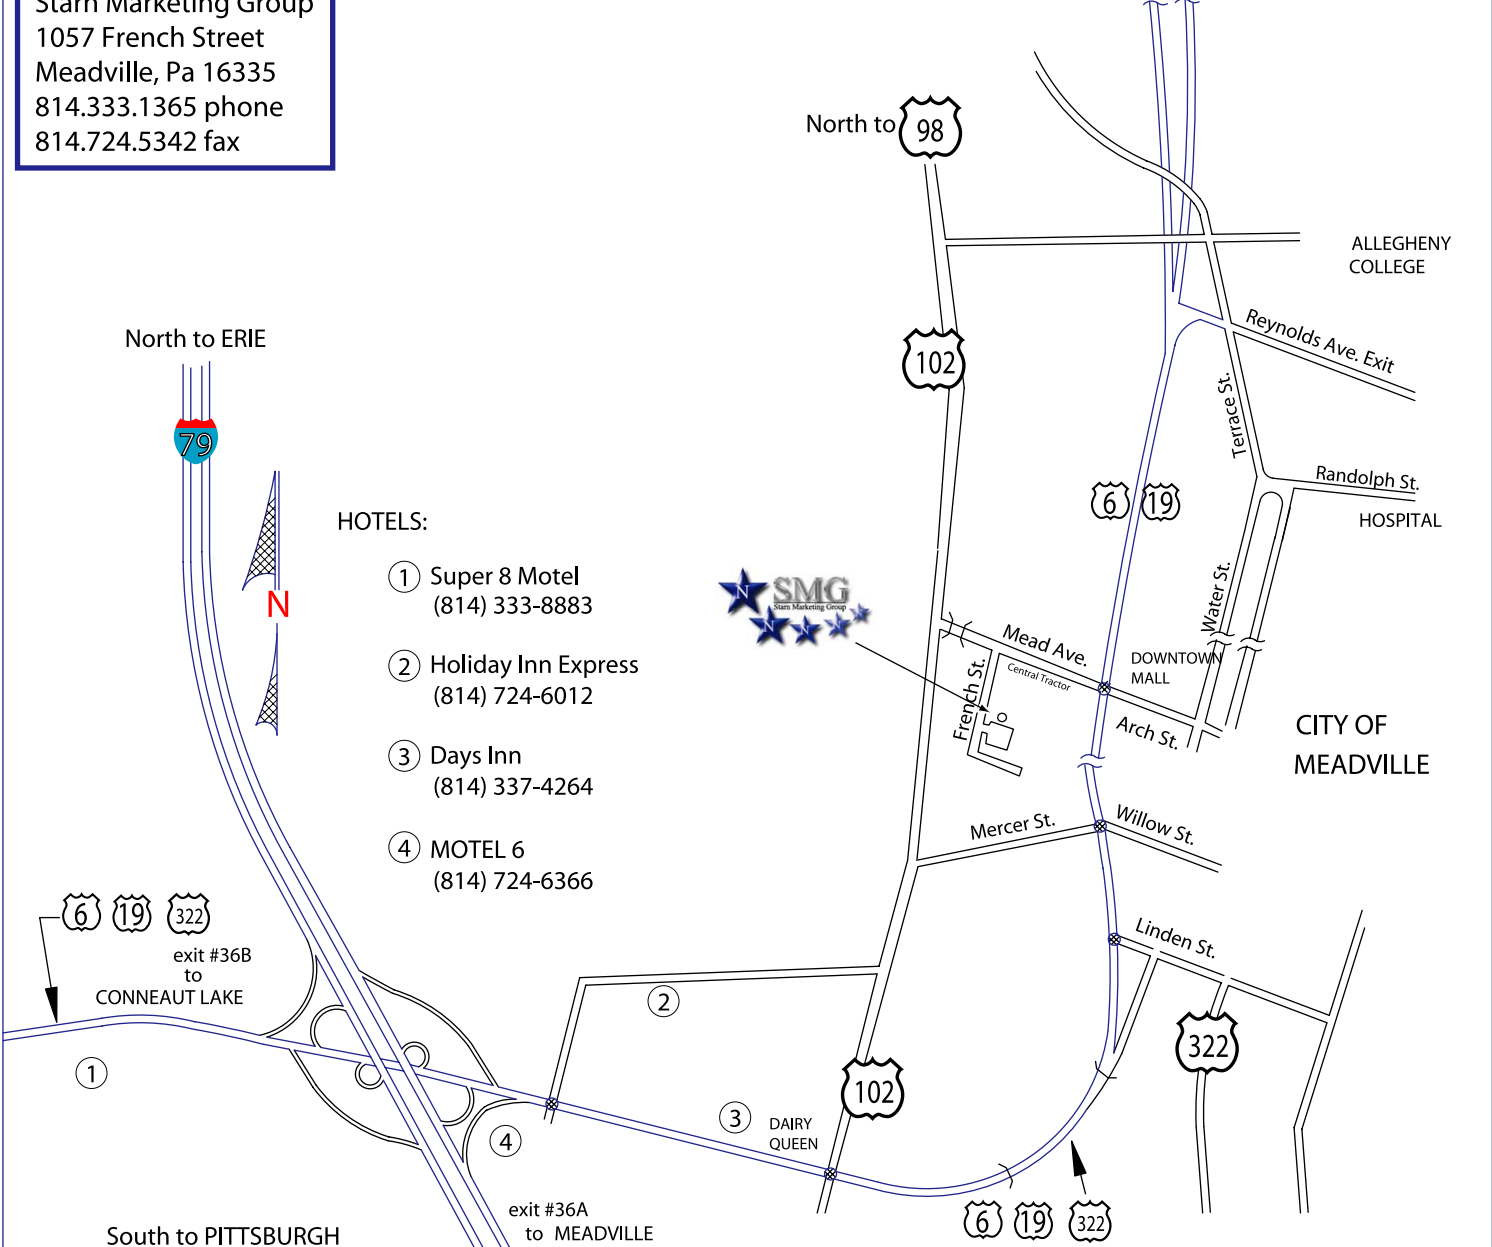 Starn Marketing Group
1057 French Street
Meadville, Pa 16335
814.333.1365 phone
814.724.5342 fax
North to
98
ALLEGHENY
COLLEGE
North to ERIE
Reynolds Ave. Exit
102
Terrace St.
79
Randolph St.
HOSPITAL
6
19
N
HOTELS:
1 Super 8 Motel
(814) 333-8883
2 Holiday Inn Express
(814) 724-6012
3 Days Inn
(814) 337-4264
4 MOTEL 6
(814) 724-6366
N SMG
Starn Marketing Group
N N N N
Water St.
Mead Ave.
DOWNTOWN
MALL
Central Tractor
French St.
Arch St.
CITY OF
MEADVILLE
Mercer St.
Willow St.
6 19 322
exit #36B
to
CONNEAUT LAKE
Linden St.
2
322
1
102
3
DAIRY
QUEEN
4
exit #36A
to MEADVILLE
South to PITTSBURGH
6 19 322